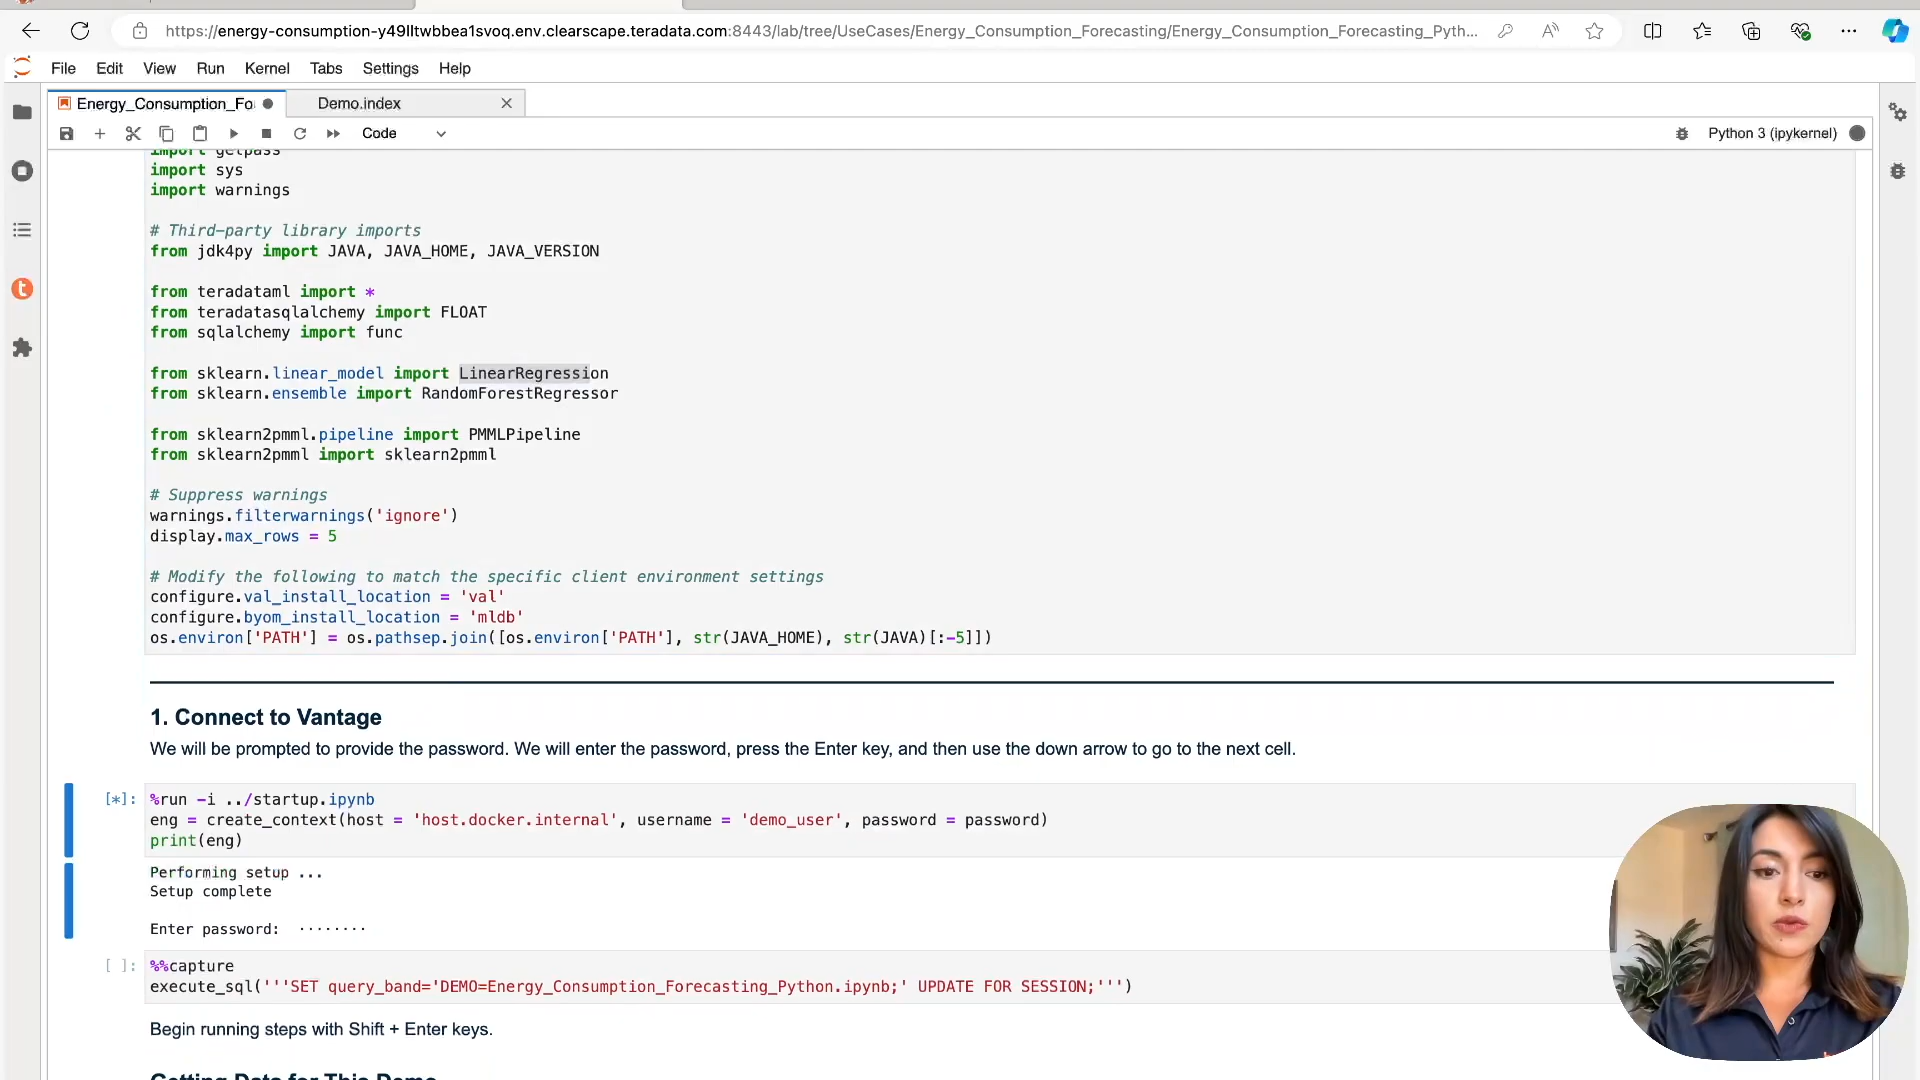 https://energy-consumption-y49lltwbbea1svoq.env.clearscape.teradata.com:8443/lab/tree/UseCases/Energy_Consumption_Forecasting/Energy_Consumption_Forecasting_Pyth...
File Edit View Run Kernel Tabs Settings Help
Energy_Consumption_Fo
Demo.index
Code
Python 3 (ipykernel)
import getpass
import sys
import warnings
# Third-party library imports
from jdk4py import JAVA, JAVA_HOME, JAVA_VERSION
from teradataml import *
from teradatasqlalchemy import FLOAT
from sqlalchemy import func
from sklearn.linear_model import LinearRegression
from sklearn.ensemble import RandomForestRegressor
from sklearn2pmml.pipeline import PMMLPipeline
from sklearn2pmml import sklearn2pmml
# Suppress warnings
warnings.filterwarnings('ignore')
display.max_rows = 5
# Modify the following to match the specific client environment settings
configure.val_install_location = 'val'
configure.byom_install_location = 'mldb'
os.environ['PATH'] = os.pathsep.join([os.environ['PATH'], str(JAVA_HOME), str(JAVA)[:-5]])
1. Connect to Vantage
We will be prompted to provide the password. We will enter the password, press the Enter key, and then use the down arrow to go to the next cell.
[*]: %run -i ../startup.ipynb
eng = create_context(host = 'host.docker.internal', username = 'demo_user', password = password)
print(eng)
Performing setup ...
Setup complete
Enter password: ········
[ ]: %%capture
execute_sql('''SET query_band='DEMO=Energy_Consumption_Forecasting_Python.ipynb;' UPDATE FOR SESSION;''')
Begin running steps with Shift + Enter keys.
Getting Data for This Demo